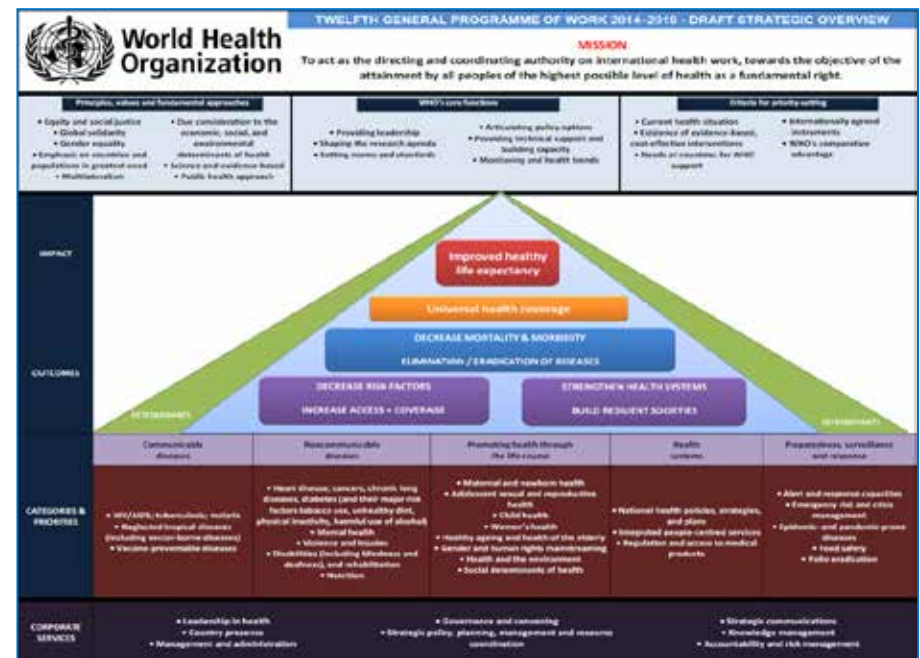 TWELFTH GENERAL PROGRAMME OF WORK 2014–2019 - DRAFT STRATEGIC OVERVIEW
World Health
Organization
MISSION
To act as the directing and coordinating authority on international health work, towards the objective of the
attainment by all peoples of the highest possible level of health as a fundamental right.
Principles, values and fundamental approaches
• Equity and social justice
• Global solidarity
• Gender equality
• Emphasis on countries and
populations in greatest need
• Multilateralism
• Due consideration to the
economic, social, and
environmental
determinants of health
• Science and evidence-based
• Public health approach
WHO's core functions
• Providing leadership
• Shaping the research agenda
• Setting norms and standards
• Articulating policy options
• Providing technical support and
building capacity
• Monitoring and health trends
Criteria for priority-setting
• Current health situation
• Existence of evidence-based,
cost-effective interventions
• Needs of countries for WHO
support
• Internationally agreed
instruments
• WHO's comparative
advantage
IMPACT
Improved healthy
life expectancy
Universal health coverage
OUTCOMES
DECREASE MORTALITY & MORBIDITY
ELIMINATION / ERADICATION OF DISEASES
DECREASE RISK FACTORS
INCREASE ACCESS + COVERAGE
STRENGTHEN HEALTH SYSTEMS
BUILD RESILIENT SOCIETIES
DETERMINANTS
DETERMINANTS
CATEGORIES &
PRIORITIES
Communicable
diseases
• HIV/AIDS, tuberculosis, malaria
• Neglected tropical diseases
(including vector-borne diseases)
• Vaccine-preventable diseases
Noncommunicable
diseases
• Heart disease, cancers, chronic lung
diseases, diabetes (and their major risk
factors tobacco use, unhealthy diet,
physical inactivity, harmful use of alcohol)
• Mental health
• Violence and injuries
• Disabilities (including blindness and
deafness), and rehabilitation
• Nutrition
Promoting health through
the life course
• Maternal and newborn health
• Adolescent sexual and reproductive
health
• Child health
• Women's health
• Healthy ageing and health of the elderly
• Gender and human rights mainstreaming
• Health and the environment
• Social determinants of health
Health
systems
• National health policies, strategies,
and plans
• Integrated people-centred services
• Regulation and access to medical
products
Preparedness, surveillance
and response
• Alert and response capacities
• Emergency risk and crisis
management
• Epidemic- and pandemic-prone
diseases
• Food safety
• Polio eradication
CORPORATE
SERVICES
• Leadership in health
• Country presence
• Management and administration
• Governance and convening
• Strategic policy, planning, management and resource
coordination
• Strategic communications
• Knowledge management
• Accountability and risk management